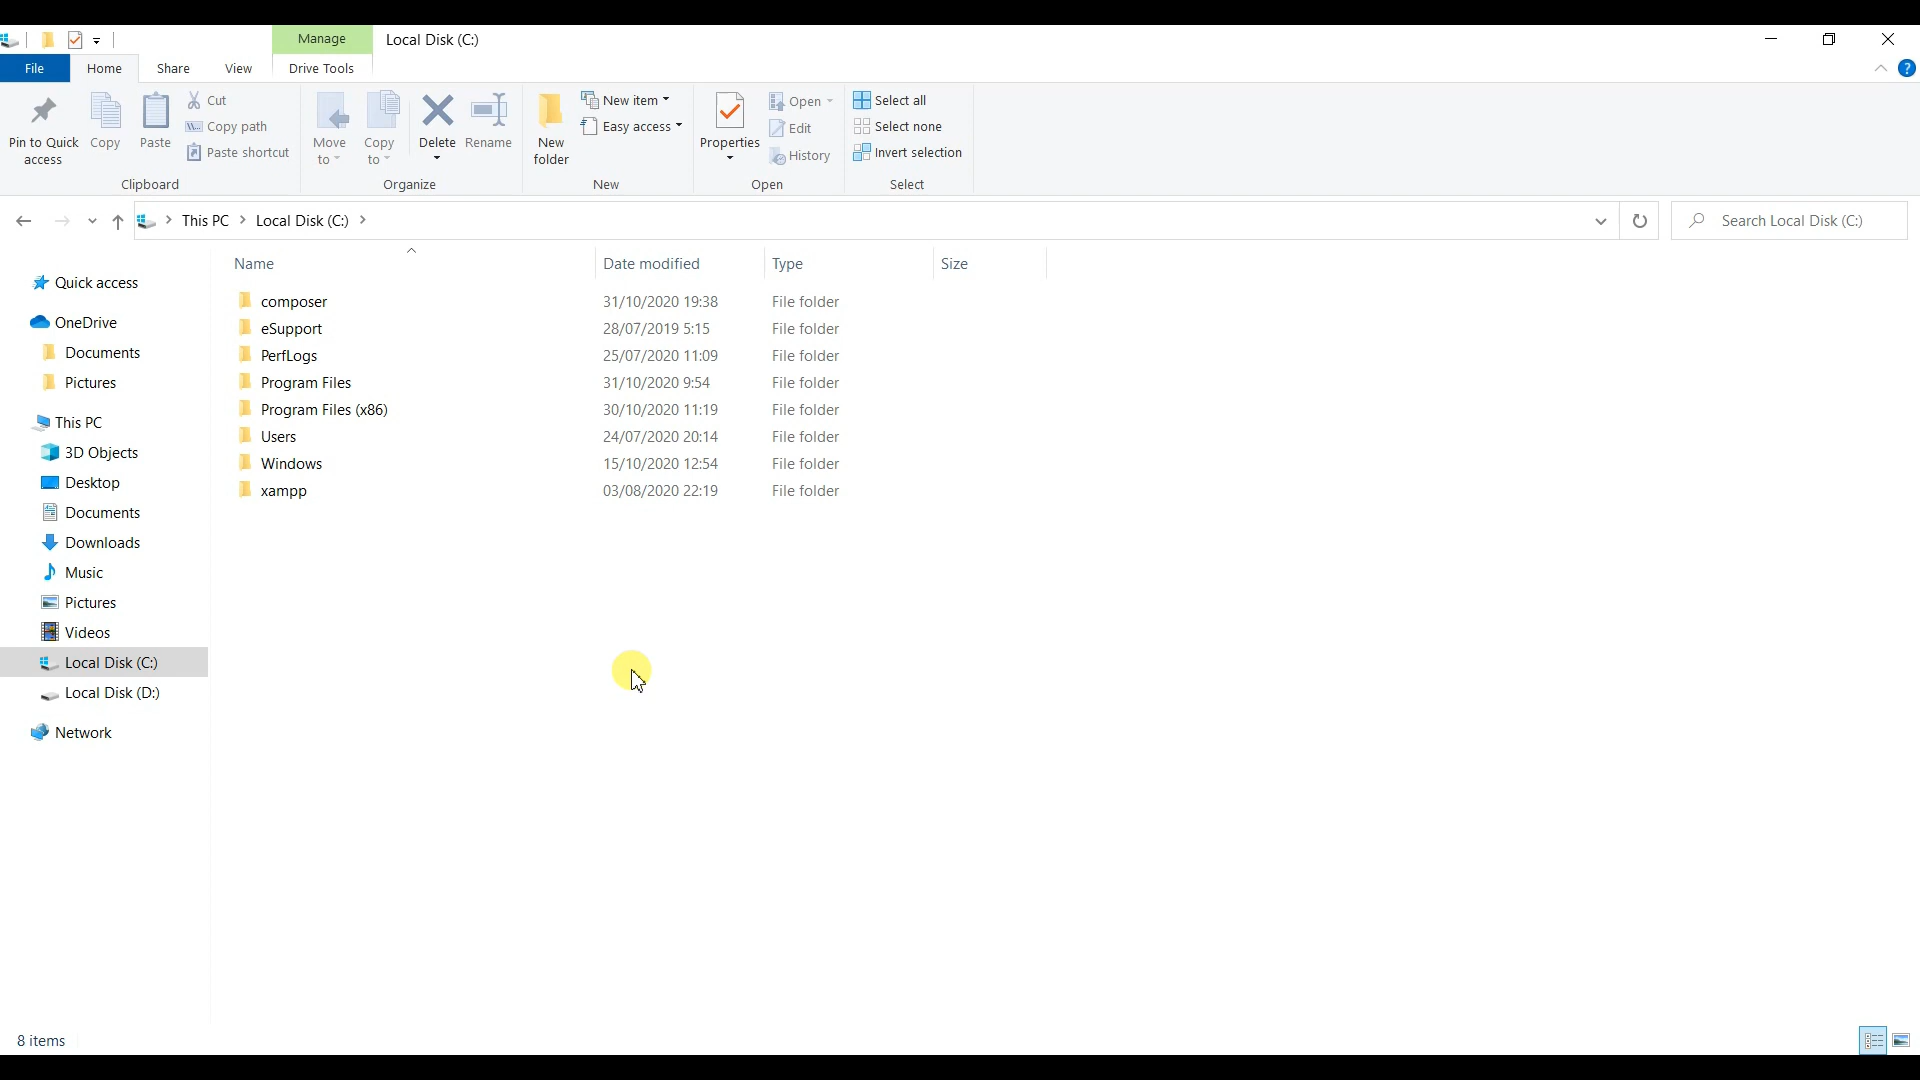 Manage Local Disk (C:)
File Home Share View Drive Tools
Pin to Quick access
Copy
Paste
Cut
Copy path
Paste shortcut
Clipboard
Move to
Copy to
Delete
Rename
Organize
New folder
New item
Easy access
New
Properties
Open
Edit
History
Open
Select all
Select none
Invert selection
Select
This PC Local Disk (C:) Search Local Disk (C:)
Quick access
OneDrive
Documents
Pictures
This PC
3D Objects
Desktop
Documents
Downloads
Music
Pictures
Videos
Local Disk (C:)
Local Disk (D:)
Network
Name Date modified Type Size
composer 31/10/2020 19:38 File folder
eSupport 28/07/2019 5:15 File folder
PerfLogs 25/07/2020 11:09 File folder
Program Files 31/10/2020 9:54 File folder
Program Files (x86) 30/10/2020 11:19 File folder
Users 24/07/2020 20:14 File folder
Windows 15/10/2020 12:54 File folder
xampp 03/08/2020 22:19 File folder
8 items